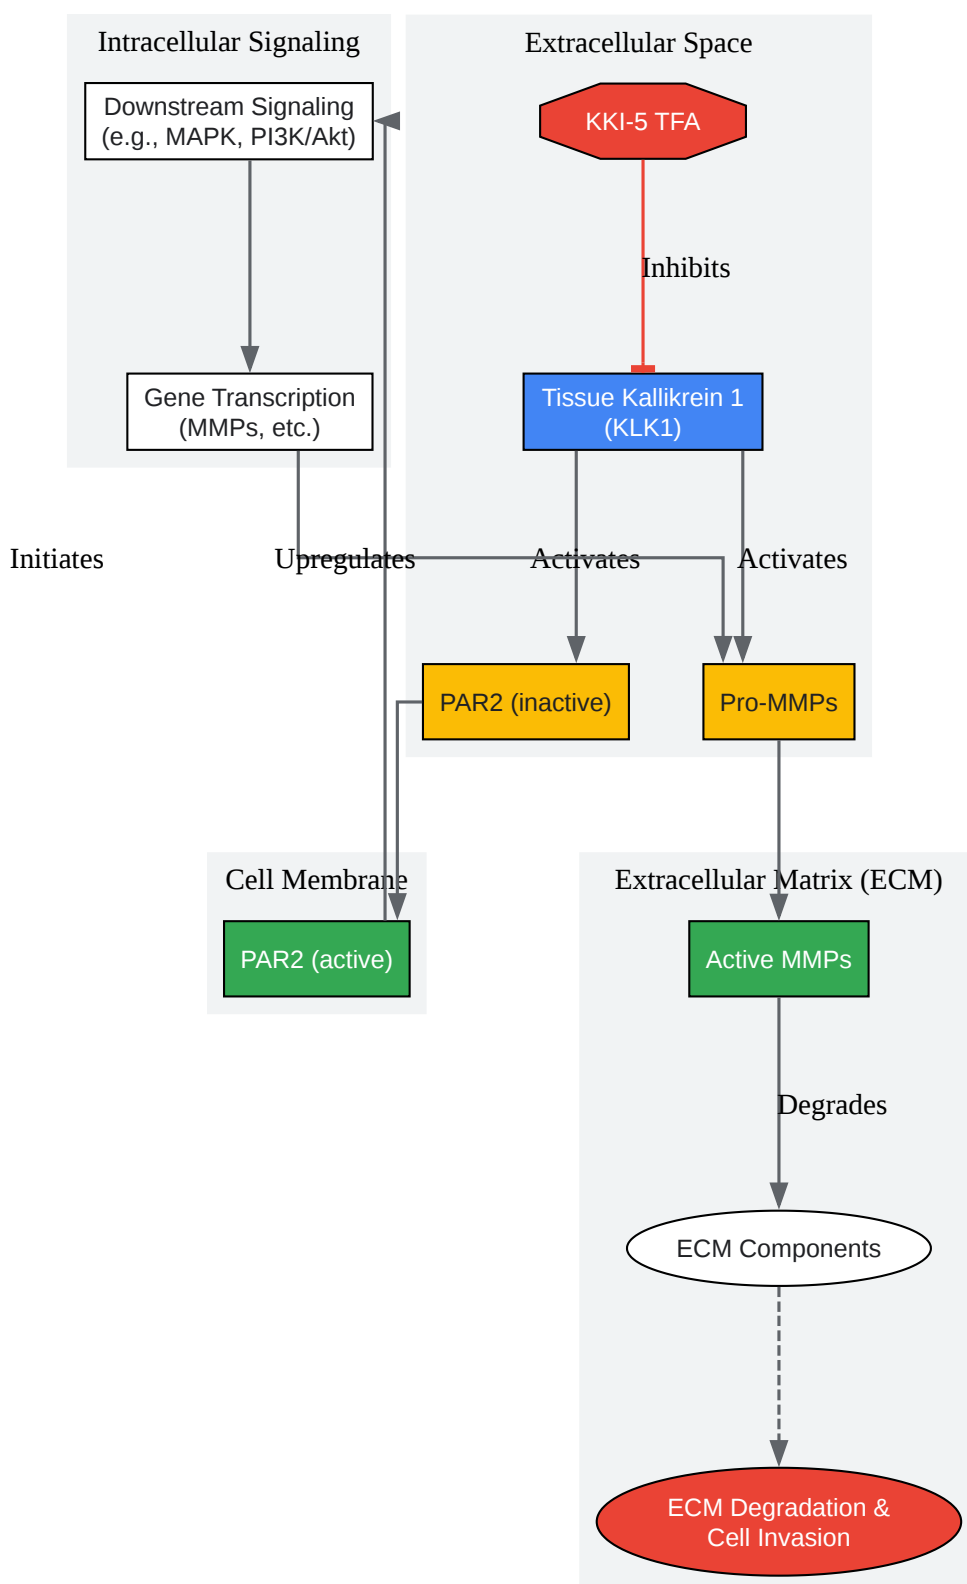 Intracellular Signaling
Extracellular Space
Downstream Signaling
(e.g., MAPK, PI3K/Akt)
KKI-5 TFA
Inhibits
Gene Transcription
(MMPs, etc.)
Tissue Kallikrein 1
(KLK1)
Initiates
Upregulates
Activates
Activates
PAR2 (inactive)
Pro-MMPs
Cell Membrane
Extracellular Matrix (ECM)
PAR2 (active)
Active MMPs
Degrades
ECM Components
ECM Degradation &
Cell Invasion